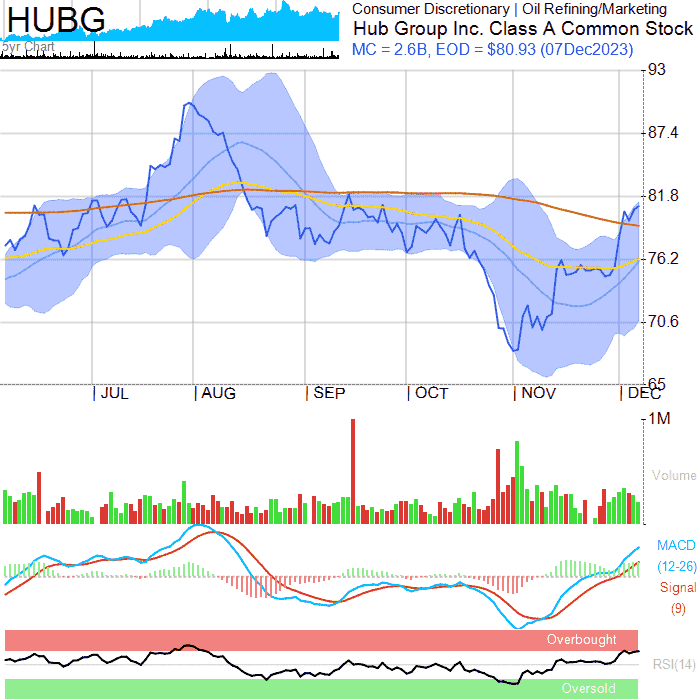 HUBG
5yr Chart
Consumer Discretionary | Oil Refining/Marketing
Hub Group Inc. Class A Common Stock
MC = 2.6B, EOD = $80.93 (07Dec2023)
93
87.4
81.8
76.2
70.6
65
JUL
AUG
SEP
OCT
NOV
DEC
1M
Volume
MACD
(12-26)
Signal
(9)
Overbought
RSI(14)
Oversold